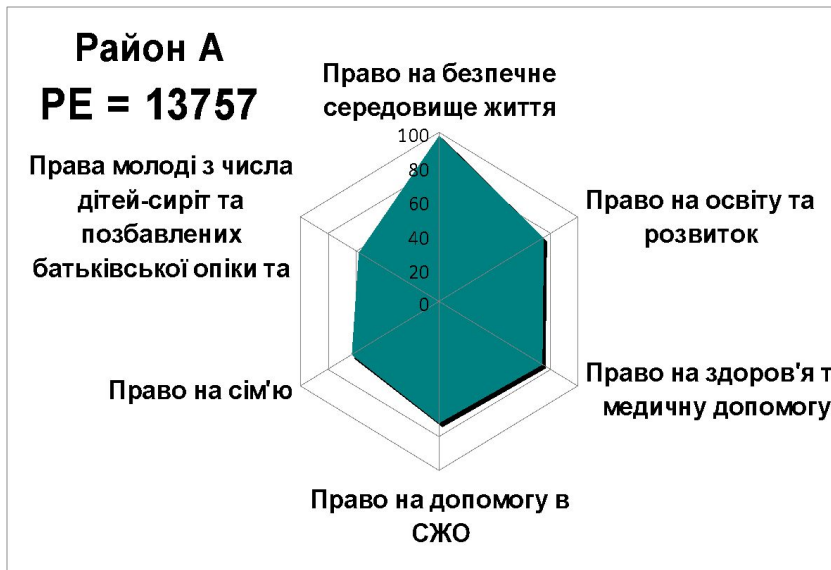 Район А
РЕ = 13757
Право на безпечне
середовище життя
100
80
60
40
20
0
Права молоді з числа
дітей-сиріт та
позбавлених
батьківської опіки та
Право на освіту та
розвиток
Право на здоров'я т
медичну допомогу
Право на сім'ю
Право на допомогу в
СЖО